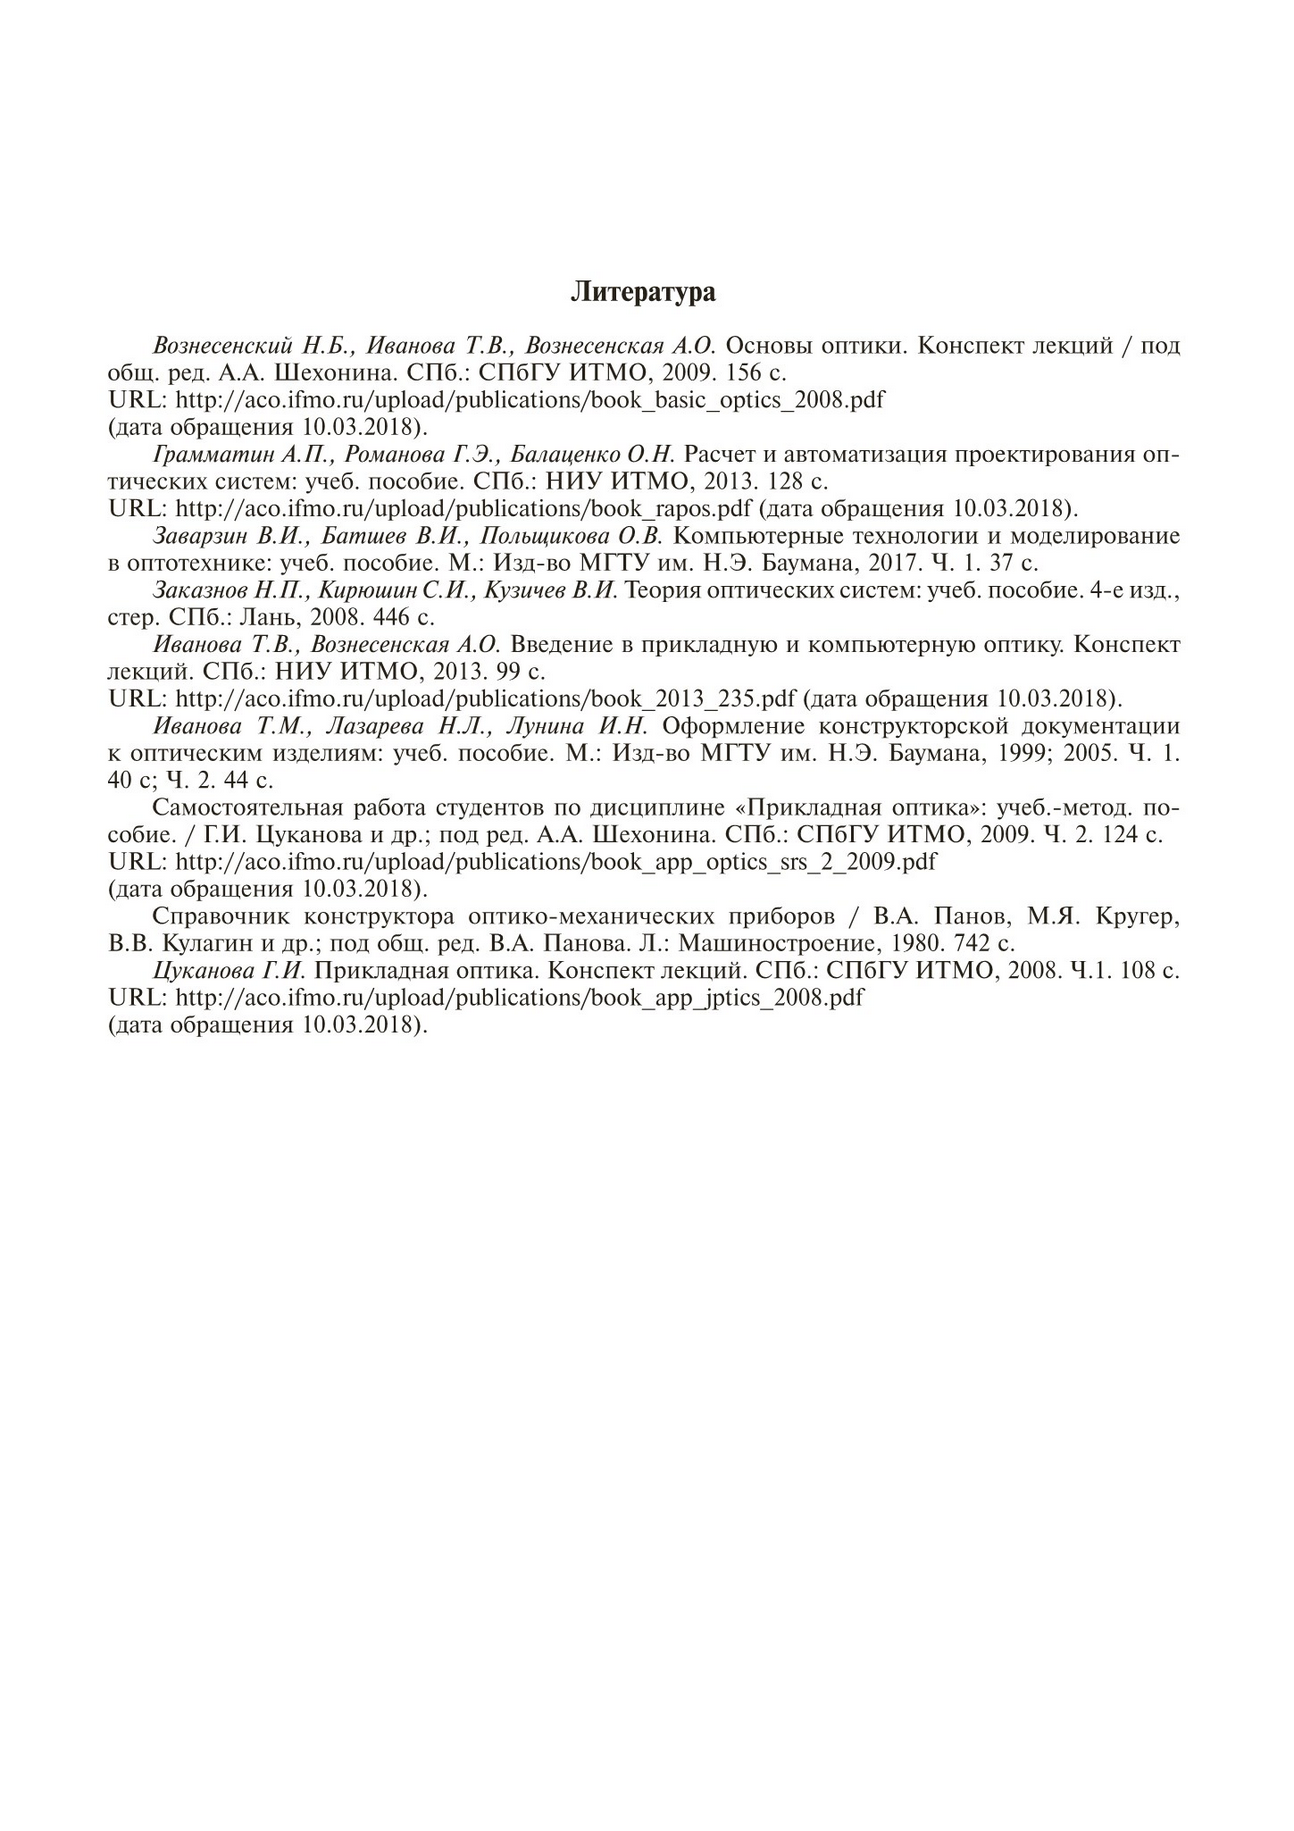 Литература
Вознесенский Н.Б., Иванова Т.В., Вознесенская А.О. Основы оптики. Конспект лекций / под
общ. ред. А.А. Шехонина. СПб.: СПбГУ ИТМО, 2009. 156 с.
URL: http://aco.ifmo.ru/upload/publications/book_basic_optics_2008.pdf
(дата обращения 10.03.2018).
Грамматин А.П., Романова Г.Э., Балаценко О.Н. Расчет и автоматизация проектирования оп-
тических систем: учеб. пособие. СПб.: НИУ ИТМО, 2013. 128 с.
URL: http://aco.ifmo.ru/upload/publications/book_rapos.pdf (дата обращения 10.03.2018).
Заварзин В.И., Батшев В.И., Польщикова О.В. Компьютерные технологии и моделирование
в оптотехнике: учеб. пособие. М.: Изд-во МГТУ им. Н.Э. Баумана, 2017. Ч. 1. 37 с.
Заказнов Н.П., Кирюшин С.И., Кузичев В.И. Теория оптических систем: учеб. пособие. 4-е изд.,
стер. СПб.: Лань, 2008. 446 с.
Иванова Т.В., Вознесенская А.О. Введение в прикладную и компьютерную оптику. Конспект
лекций. СПб.: НИУ ИТМО, 2013. 99 с.
URL: http://aco.ifmo.ru/upload/publications/book_2013_235.pdf (дата обращения 10.03.2018).
Иванова Т.М., Лазарева Н.Л., Лунина И.Н. Оформление конструкторской документации
к оптическим изделиям: учеб. пособие. М.: Изд-во МГТУ им. Н.Э. Баумана, 1999; 2005. Ч. 1.
40 с; Ч. 2. 44 с.
Самостоятельная работа студентов по дисциплине «Прикладная оптика»: учеб.-метод. по-
собие. / Г.И. Цуканова и др.; под ред. А.А. Шехонина. СПб.: СПбГУ ИТМО, 2009. Ч. 2. 124 с.
URL: http://aco.ifmo.ru/upload/publications/book_app_optics_srs_2_2009.pdf
(дата обращения 10.03.2018).
Справочник конструктора оптико-механических приборов / В.А. Панов, М.Я. Кругер,
В.В. Кулагин и др.; под общ. ред. В.А. Панова. Л.: Машиностроение, 1980. 742 с.
Цуканова Г.И. Прикладная оптика. Конспект лекций. СПб.: СПбГУ ИТМО, 2008. Ч.1. 108 с.
URL: http://aco.ifmo.ru/upload/publications/book_app_jptics_2008.pdf
(дата обращения 10.03.2018).